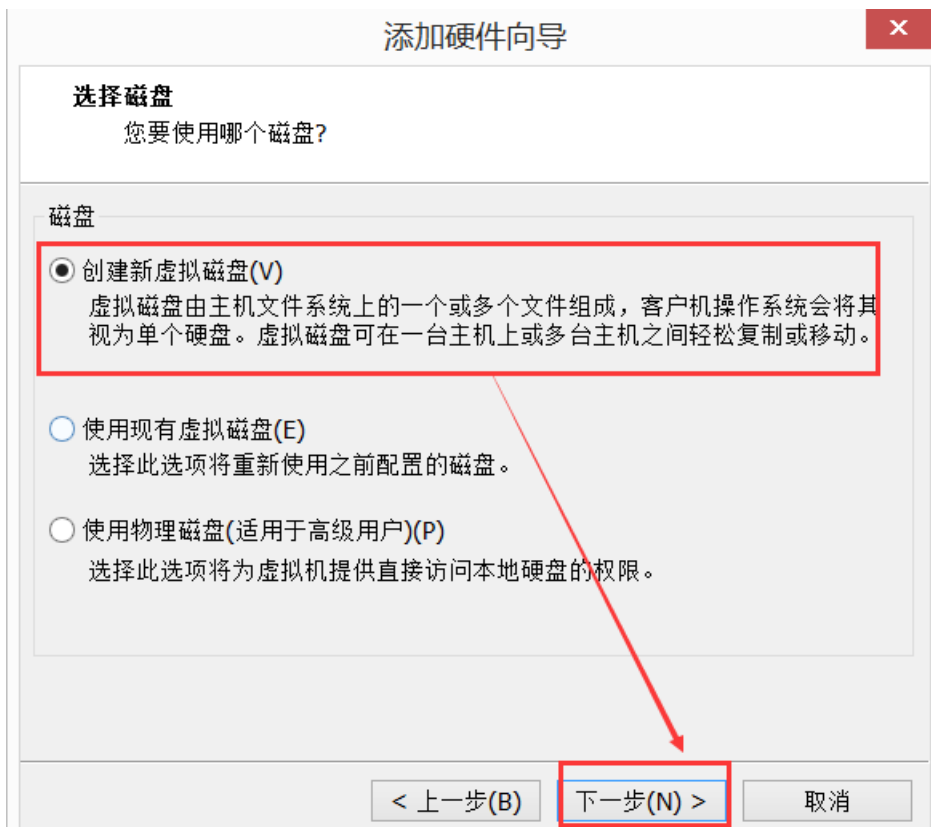 添加硬件向导
选择磁盘
您要使用哪个磁盘?
磁盘
创建新虚拟磁盘(V)
虚拟磁盘由主机文件系统上的一个或多个文件组成，客户机操作系统会将其
视为单个硬盘。虚拟磁盘可在一台主机上或多台主机之间轻松复制或移动。
使用现有虚拟磁盘(E)
选择此选项将重新使用之前配置的磁盘。
使用物理磁盘(适用于高级用户)(P)
选择此选项将为虚拟机提供直接访问本地硬盘的权限。
< 上一步(B) 下一步(N) > 取消